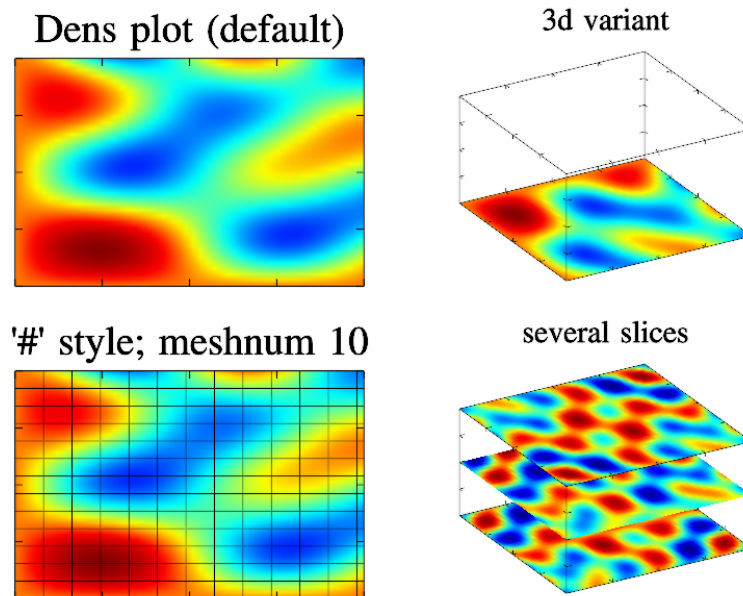 Dens plot (default)
3d variant
'#' style; meshnum 10
several slices